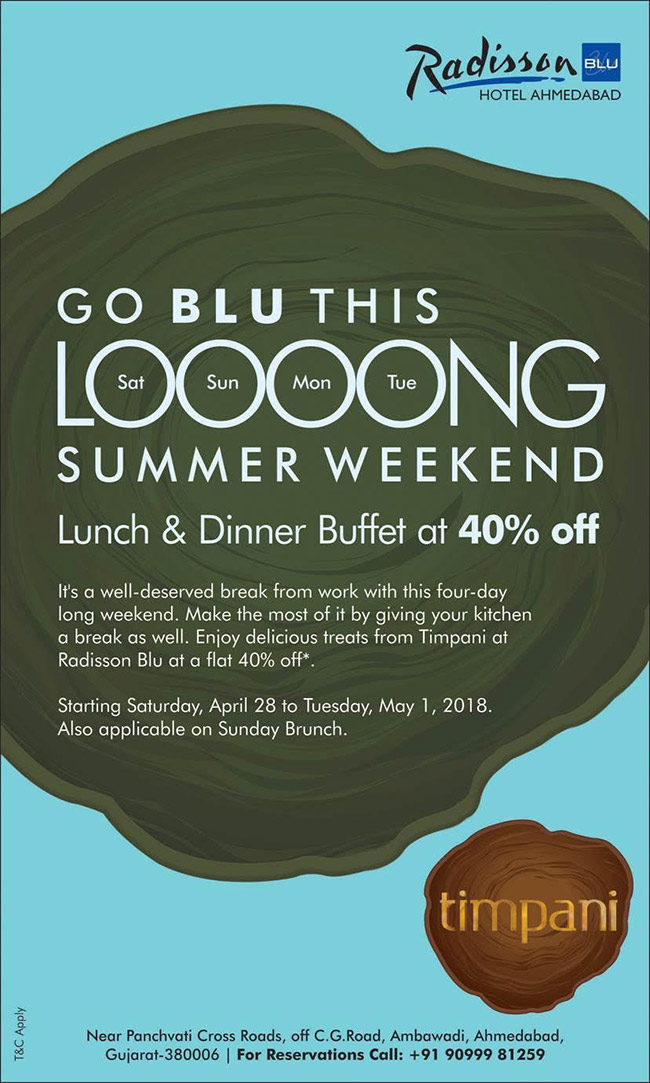 Radisson BLU
HOTEL AHMEDABAD
GO BLU THIS
LOOOONG
Sat Sun Mon Tue
SUMMER WEEKEND
Lunch & Dinner Buffet at 40% off
It's a well-deserved break from work with this four-day
long weekend. Make the most of it by giving your kitchen
a break as well. Enjoy delicious treats from Timpani at
Radisson Blu at a flat 40% off*.
Starting Saturday, April 28 to Tuesday, May 1, 2018.
Also applicable on Sunday Brunch.
timpani
T&C Apply
Near Panchvati Cross Roads, off C.G.Road, Ambawadi, Ahmedabad,
Gujarat-380006 | For Reservations Call: +91 90999 81259